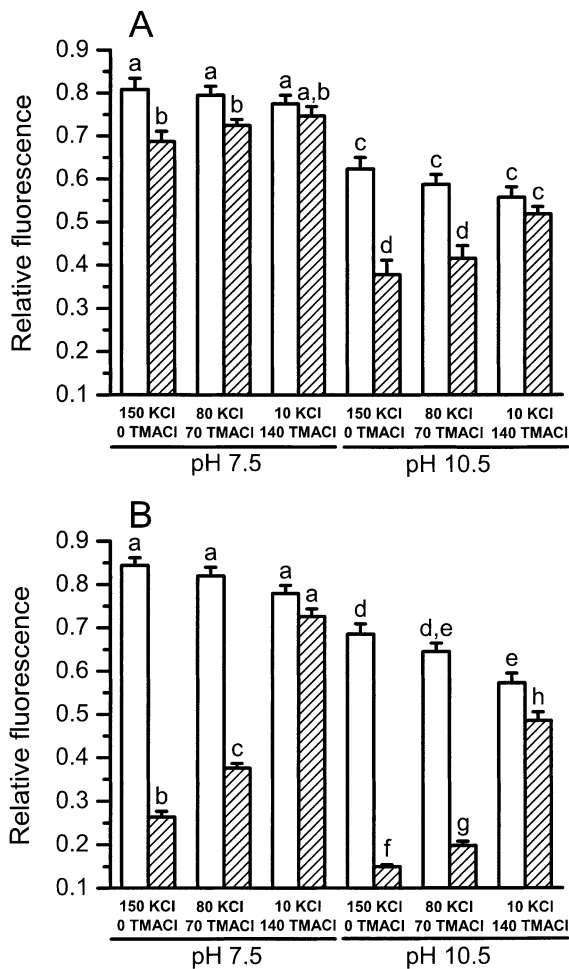 A
Relative fluorescence
0.9
0.8
0.7
0.6
0.5
0.4
0.3
0.2
0.1
a b a b a a,b c d c d c c
150 KCl 80 KCl 10 KCl 150 KCl 80 KCl 10 KCl
0 TMACl 70 TMACl 140 TMACl 0 TMACl 70 TMACl 140 TMACl
pH 7.5 pH 10.5
B
Relative fluorescence
0.9
0.8
0.7
0.6
0.5
0.4
0.3
0.2
0.1
a b a c a a d f d,e g e h
150 KCl 80 KCl 10 KCl 150 KCl 80 KCl 10 KCl
0 TMACl 70 TMACl 140 TMACl 0 TMACl 70 TMACl 140 TMACl
pH 7.5 pH 10.5